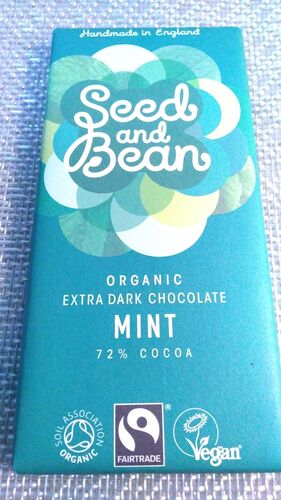 Handmade in England
Seed
and
Bean
ORGANIC
EXTRA DARK CHOCOLATE
MINT
72% COCOA
SOIL ASSOCIATION
ORGANIC
FAIRTRADE
Vegan